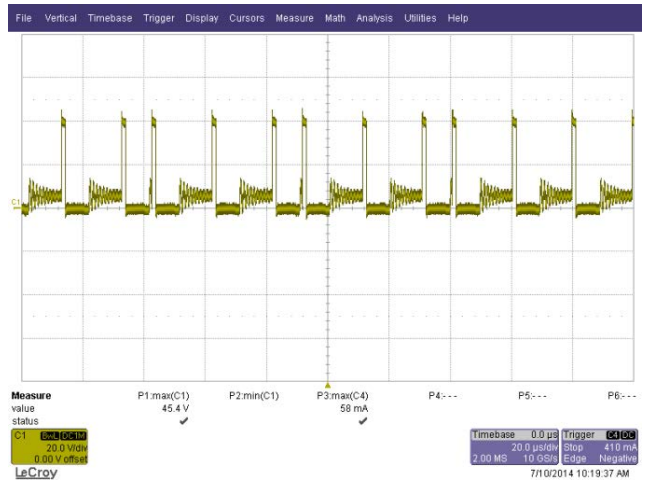 File Vertical Timebase Trigger Display Cursors Measure Math Analysis Utilities Help
C1
Measure P1:max(C1) P2:min(C1) P3:max(C4) P4:- - - P5:- - - P6:- - -
value 45.4 V 58 mA
status
C1 BwL DC1M
20.0 V/div
0.00 V offset
Timebase 0.0 µs Trigger C4 DC
20.0 µs/div Stop 410 mA
2.00 MS 10 GS/s Edge Negative
LeCroy 7/10/2014 10:19:37 AM